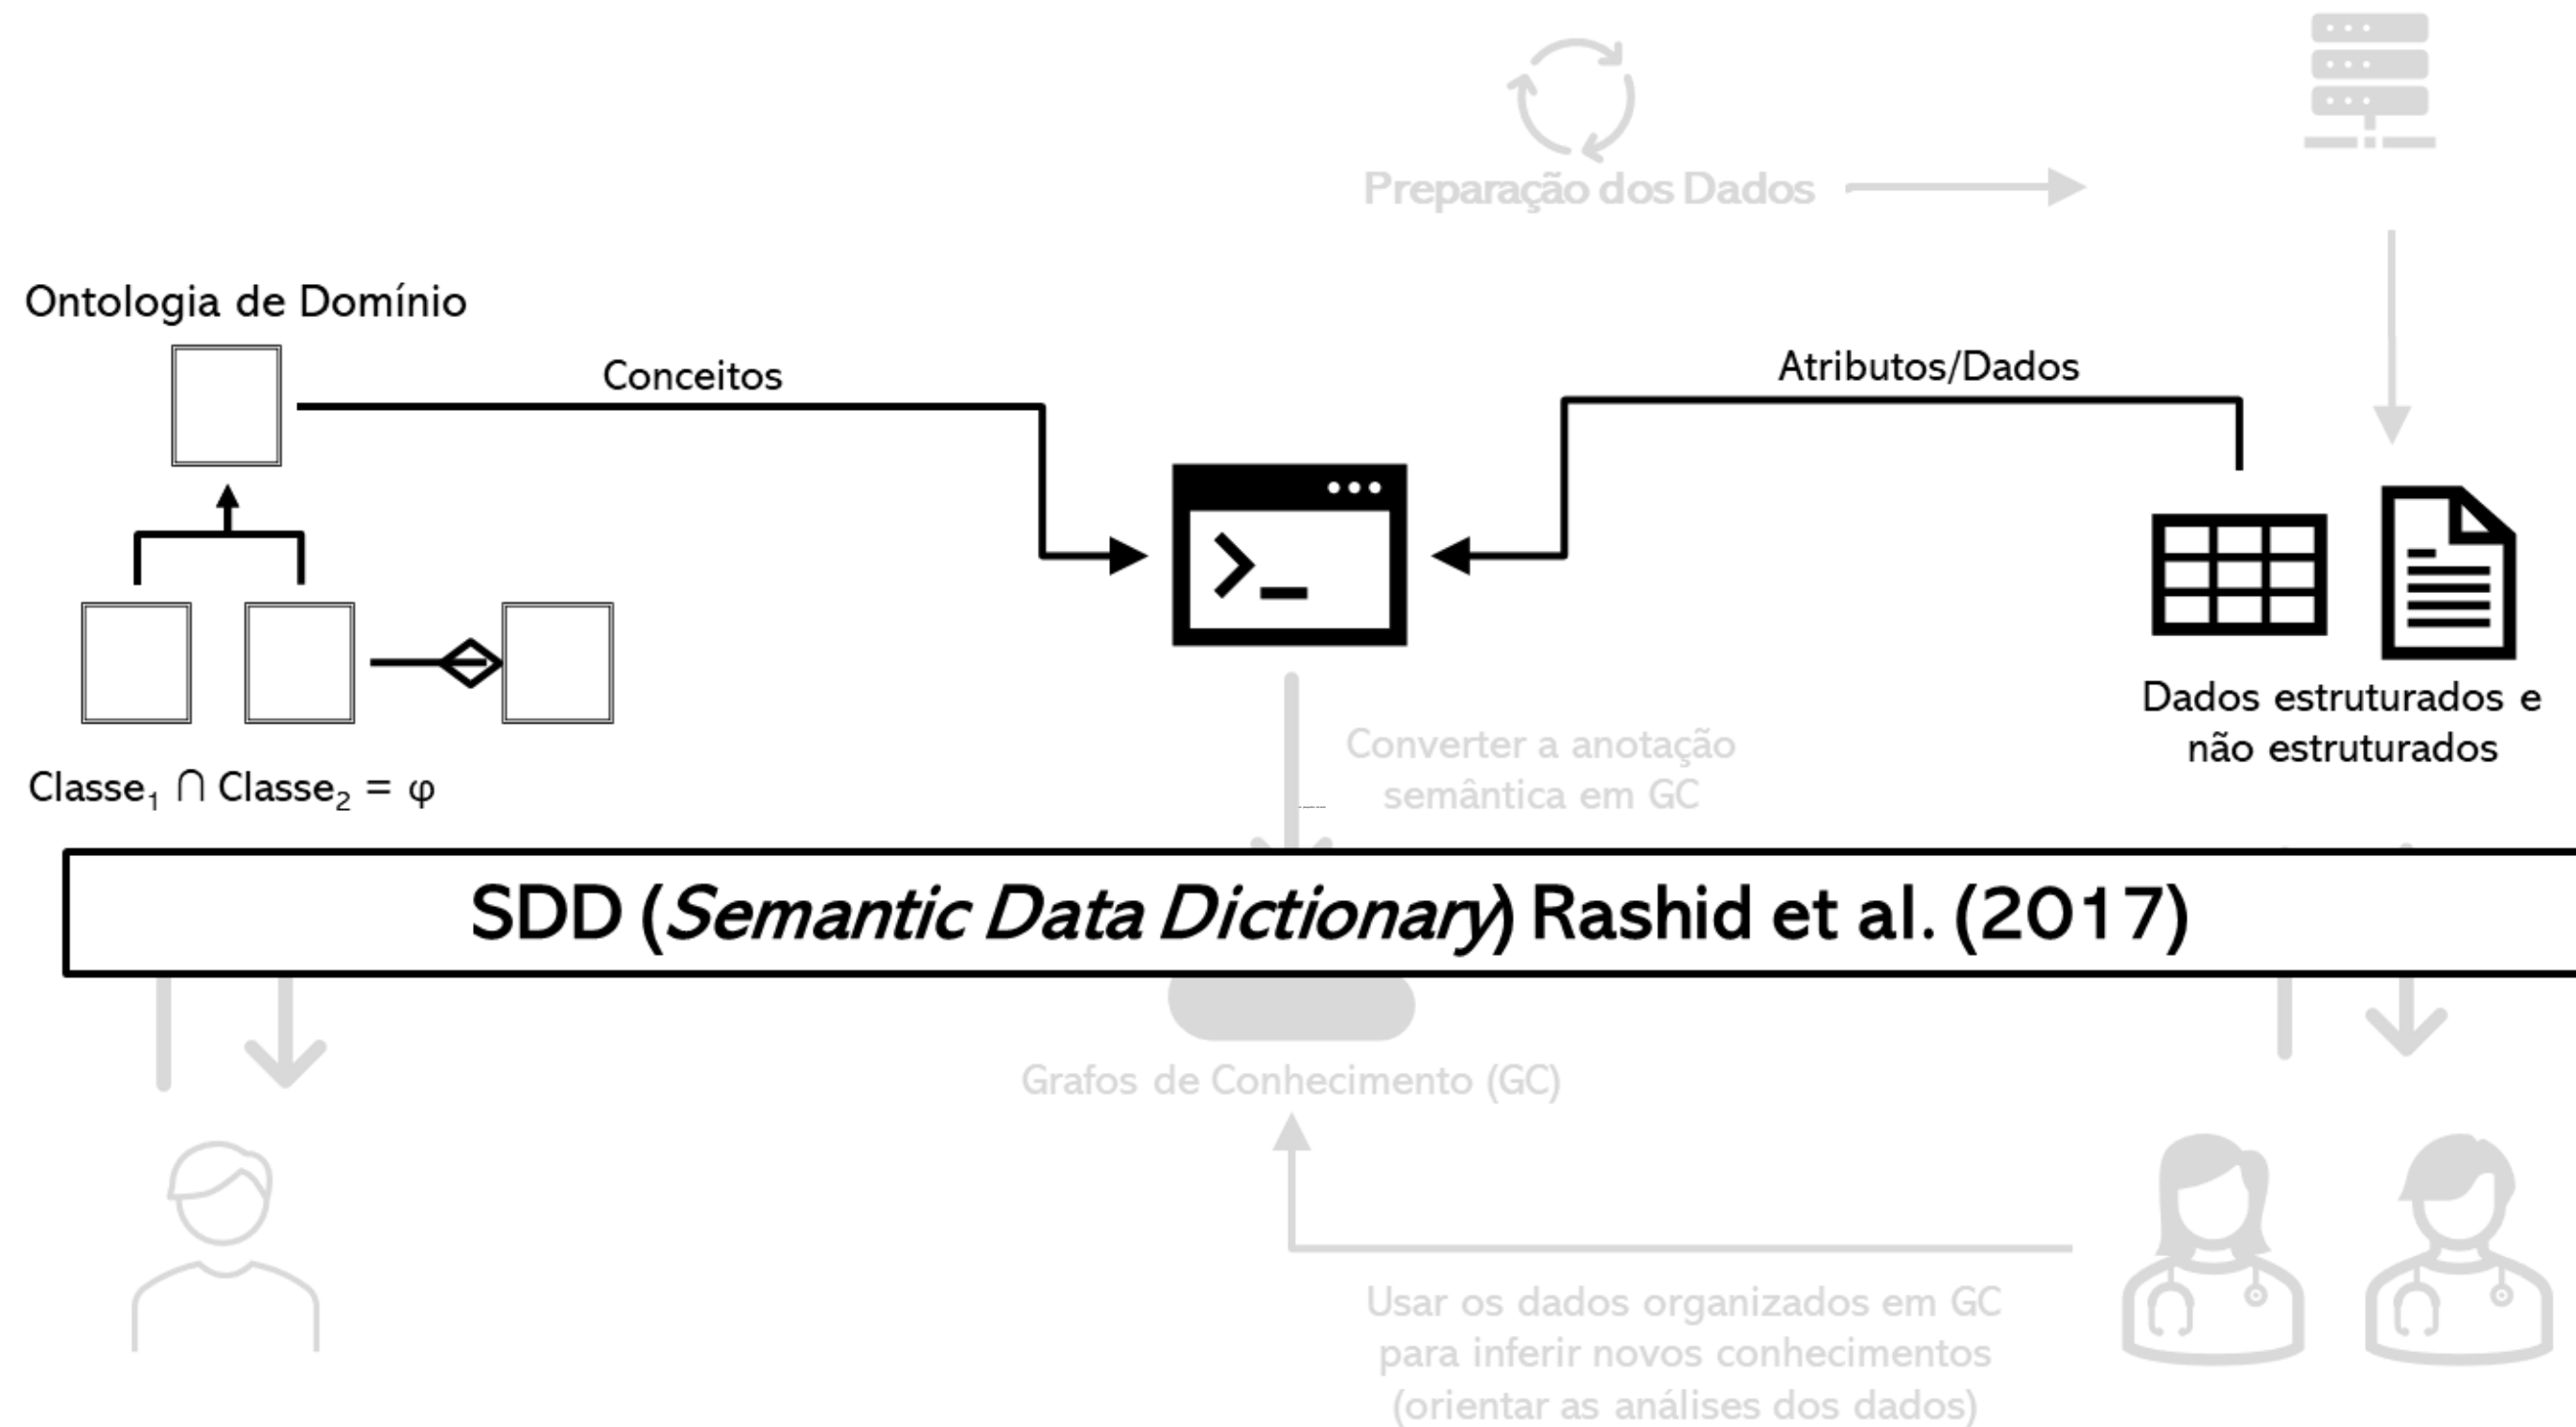 Preparação dos Dados
Ontologia de Domínio
Conceitos
Atributos/Dados
Dados estruturados e
não estruturados
Classe₁ ∩ Classe₂ = φ
Converter a anotação
semântica em GC
SDD (Semantic Data Dictionary) Rashid et al. (2017)
Grafos de Conhecimento (GC)
Usar os dados organizados em GC
para inferir novos conhecimentos
(orientar as análises dos dados)